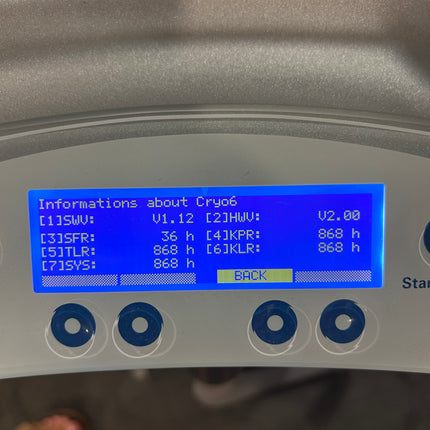 Informations about Cryo6
[1]SWV: V1.12 [2]HWV: V2.00
[3]SFR: 36 h [4]KPR: 868 h
[5]TLR: 868 h [6]KLR: 868 h
[7]SYS: 868 h
BACK
Star